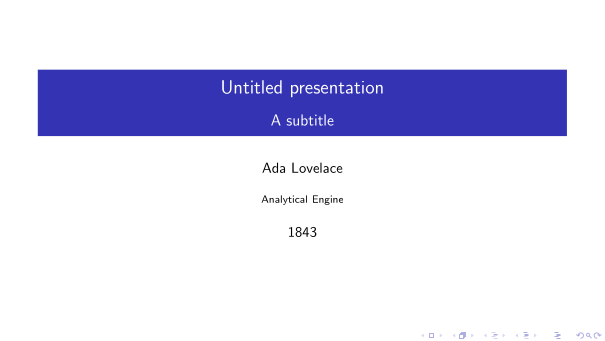 Untitled presentation
A subtitle
Ada Lovelace
Analytical Engine
1843